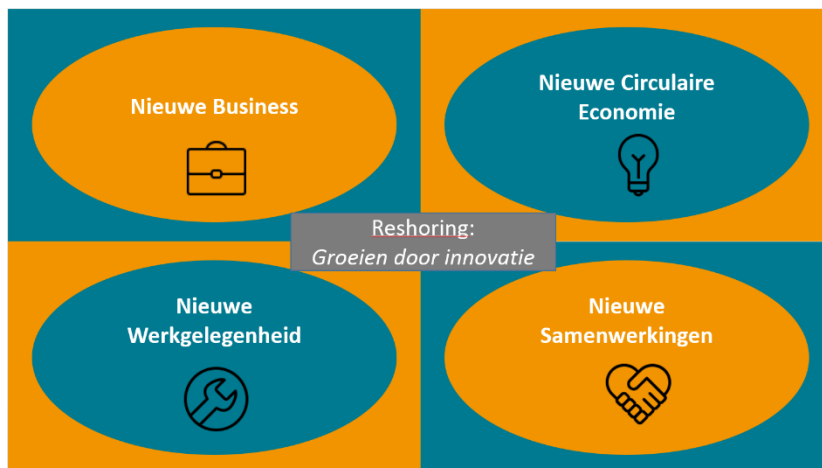 Nieuwe Business
Nieuwe Circulaire
Economie
Reshoring:
Groeien door innovatie
Nieuwe
Werkgelegenheid
Nieuwe
Samenwerkingen